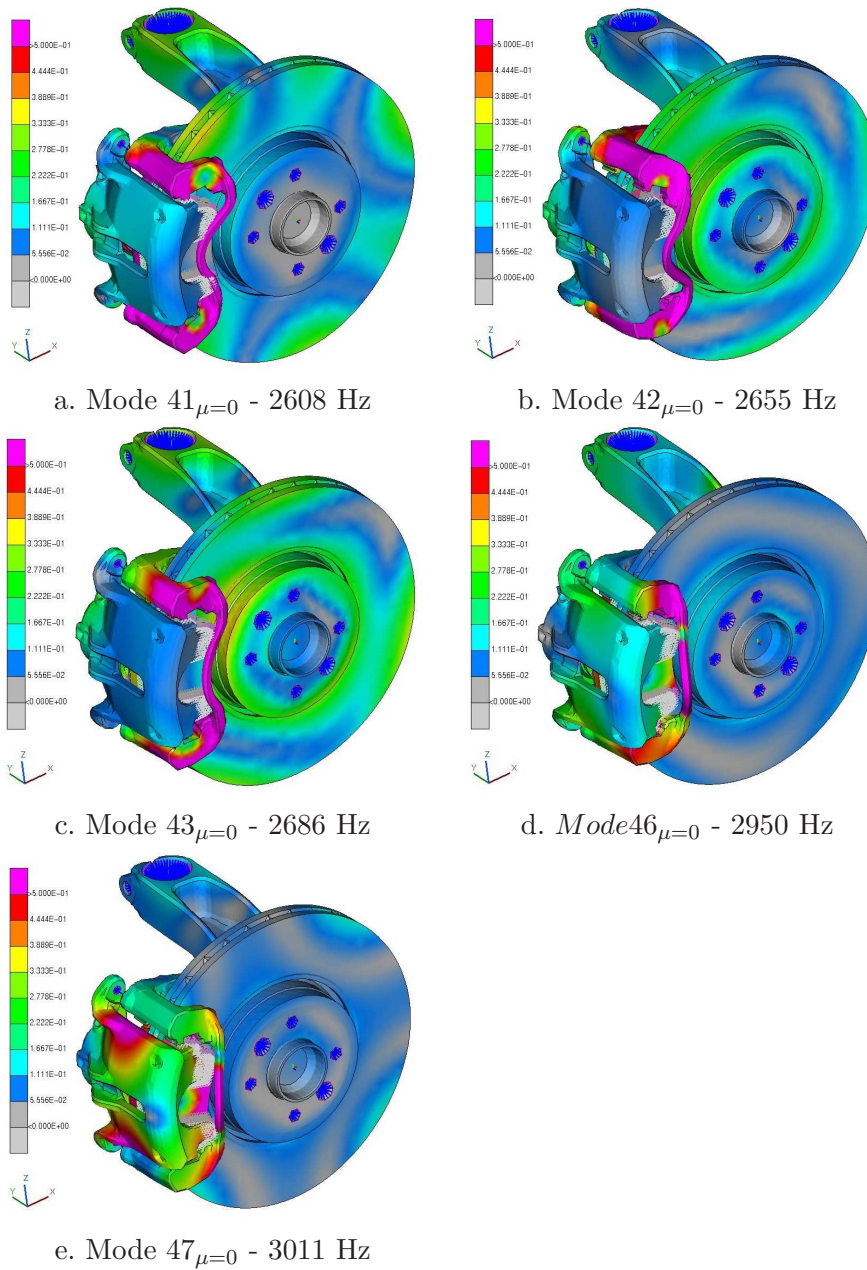 >5.000E-01
4.444E-01
3.889E-01
3.333E-01
2.778E-01
2.222E-01
1.667E-01
1.111E-01
5.556E-02
<0.000E+00
Z
Y X
a. Mode 41μ=0 - 2608 Hz
>5.000E-01
4.444E-01
3.889E-01
3.333E-01
2.778E-01
2.222E-01
1.667E-01
1.111E-01
5.556E-02
<0.000E+00
Z
Y X
b. Mode 42μ=0 - 2655 Hz
>5.000E-01
4.444E-01
3.889E-01
3.333E-01
2.778E-01
2.222E-01
1.667E-01
1.111E-01
5.556E-02
<0.000E+00
Z
Y X
c. Mode 43μ=0 - 2686 Hz
>5.000E-01
4.444E-01
3.889E-01
3.333E-01
2.778E-01
2.222E-01
1.667E-01
1.111E-01
5.556E-02
<0.000E+00
Z
Y X
d. Mode46μ=0 - 2950 Hz
>5.000E-01
4.444E-01
3.889E-01
3.333E-01
2.778E-01
2.222E-01
1.667E-01
1.111E-01
5.556E-02
<0.000E+00
Z
Y X
e. Mode 47μ=0 - 3011 Hz